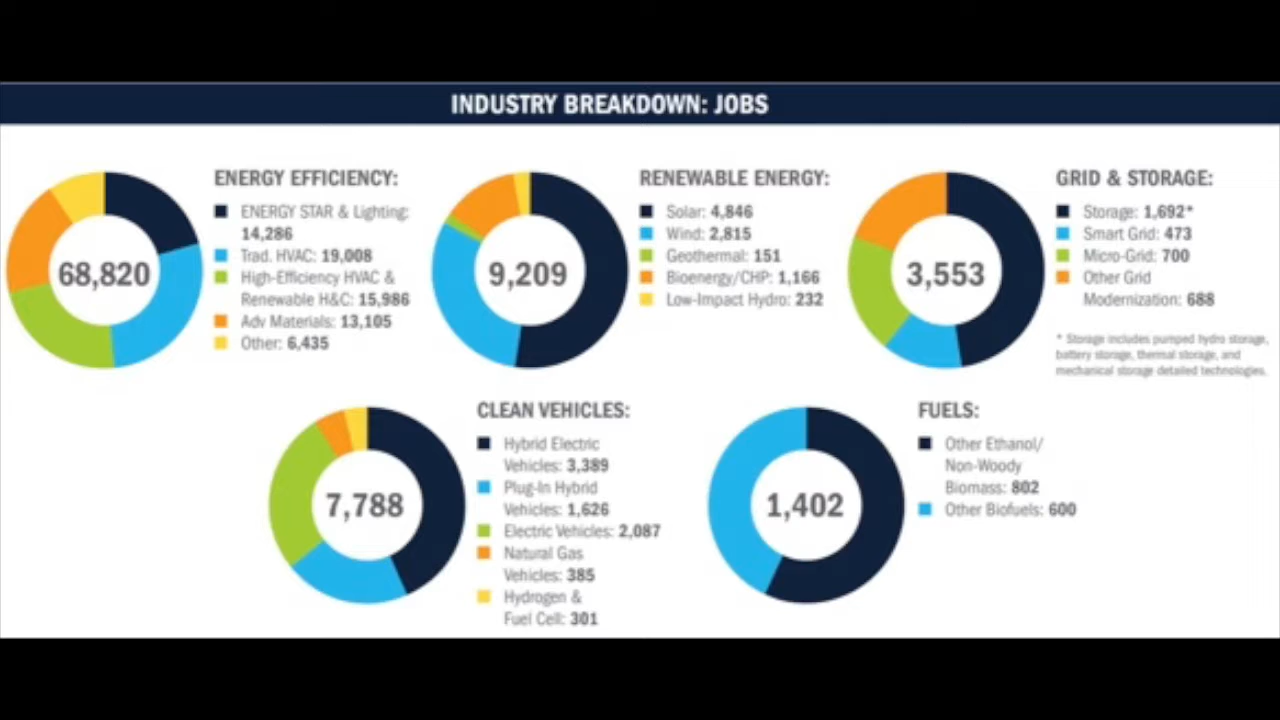 INDUSTRY BREAKDOWN: JOBS
68,820
ENERGY EFFICIENCY:
ENERGY STAR & Lighting:
14,286
Trad. HVAC: 19,008
High-Efficiency HVAC &
Renewable H&C: 15,986
Adv Materials: 13,105
Other: 6,435
9,209
RENEWABLE ENERGY:
Solar: 4,846
Wind: 2,815
Geothermal: 151
Bioenergy/CHP: 1,166
Low-Impact Hydro: 232
3,553
GRID & STORAGE:
Storage: 1,692*
Smart Grid: 473
Micro-Grid: 700
Other Grid
Modernization: 688
* Storage includes pumped hydro storage,
battery storage, thermal storage, and
mechanical storage detailed technologies.
7,788
CLEAN VEHICLES:
Hybrid Electric
Vehicles: 3,389
Plug-In Hybrid
Vehicles: 1,626
Electric Vehicles: 2,087
Natural Gas
Vehicles: 385
Hydrogen &
Fuel Cell: 301
1,402
FUELS:
Other Ethanol/
Non-Woody
Biomass: 802
Other Biofuels: 600